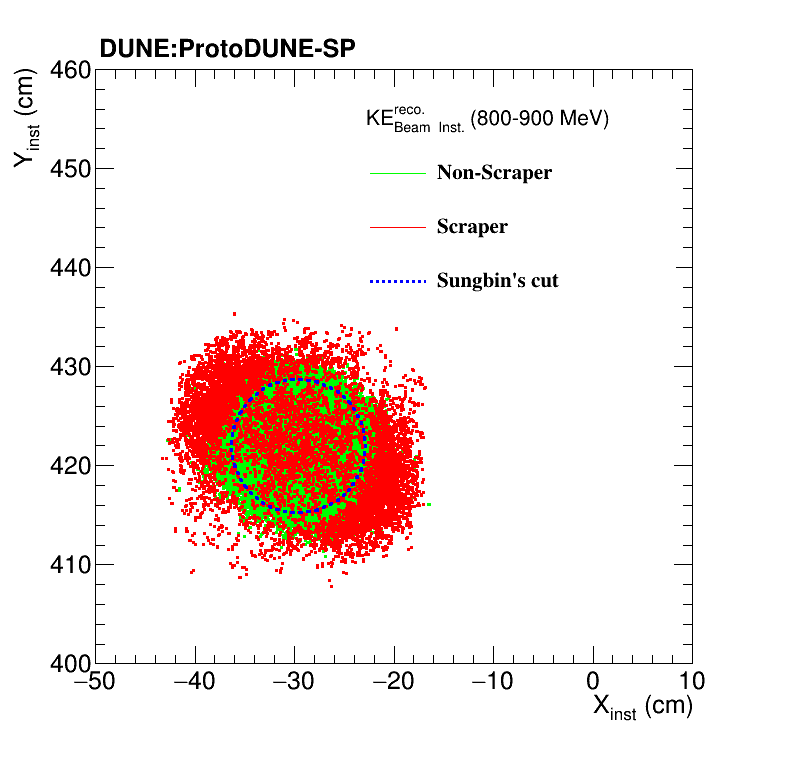 DUNE:ProtoDUNE-SP
Y_inst (cm)
460
450
440
430
420
410
400
KE^reco._Beam Inst. (800-900 MeV)
Non-Scraper
Scraper
Sungbin's cut
−50 −40 −30 −20 −10 0 10
X_inst (cm)